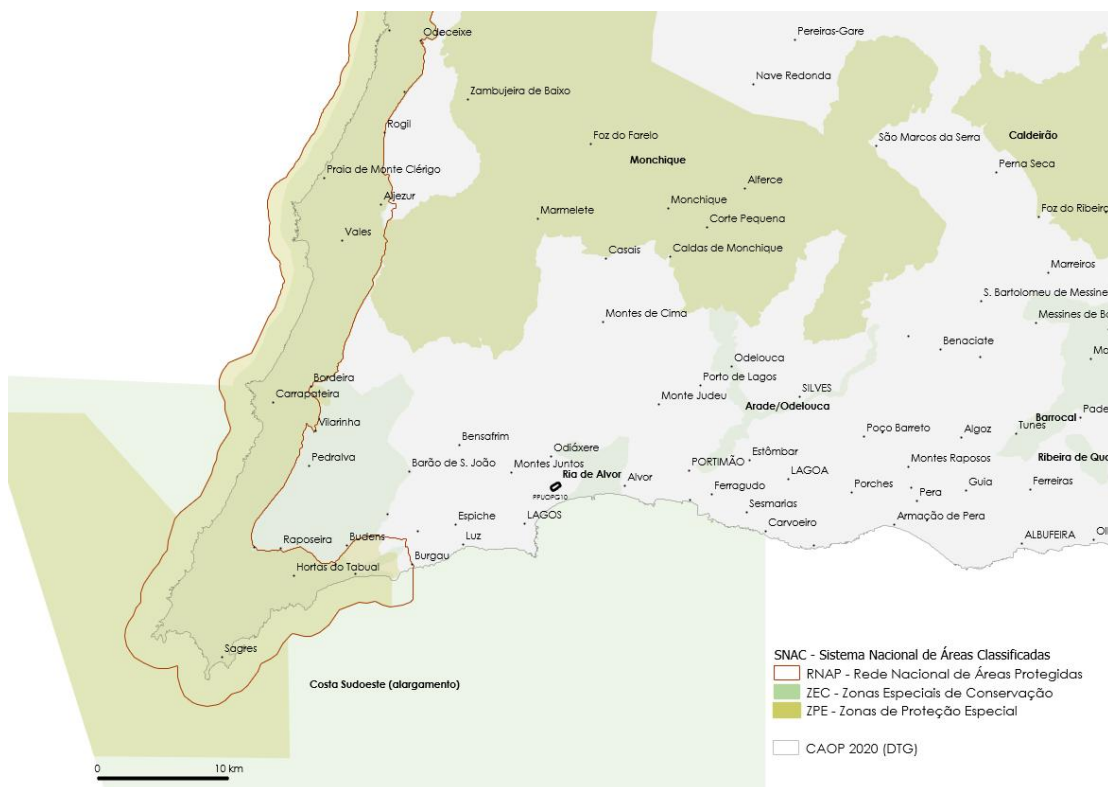 Pereiras-Gare
Odeceixe
Nave Redonda
Zambujeira de Baixo
Rogil
Foz do Farelo
São Marcos da Serra
Caldeirão
Monchique
Perna Seca
Praia de Monte Clérigo
Alferce
Aljezur
Monchique
Marmelete
Corte Pequena
Foz do Ribeir
Vales
Casais
Caldas de Monchique
Marreiros
S. Bartolomeu de Messine
Montes de Cima
Messines de Ba
Benaciate
Odelouca
Bordeira
Porto de Lagos
SILVES
Carrapateira
Monte Judeu
Arade/Odelouca
Vilarinha
Barrocal
Pade
Poço Barreto
Algoz
Tunes
Bensafrim
Odiáxere
Estômbar
Pedralva
Barão de S. João
Montes Juntos
Ria de Alvor
PORTIMÃO
LAGOA
Montes Raposos
Ribeira de Qua
Alvor
PPUOPG10
Ferragudo
Porches
Guia
Ferreiras
Pera
Sesmarias
Espiche
LAGOS
Armação de Pera
Carvoeiro
Raposeira
Budens
Luz
ALBUFEIRA
Ol
Burgau
Hortas do Tabual
Sagres
Costa Sudoeste (alargamento)
SNAC - Sistema Nacional de Áreas Classificadas
RNAP - Rede Nacional de Áreas Protegidas
ZEC - Zonas Especiais de Conservação
ZPE - Zonas de Proteção Especial
CAOP 2020 (DTG)
0 10 km